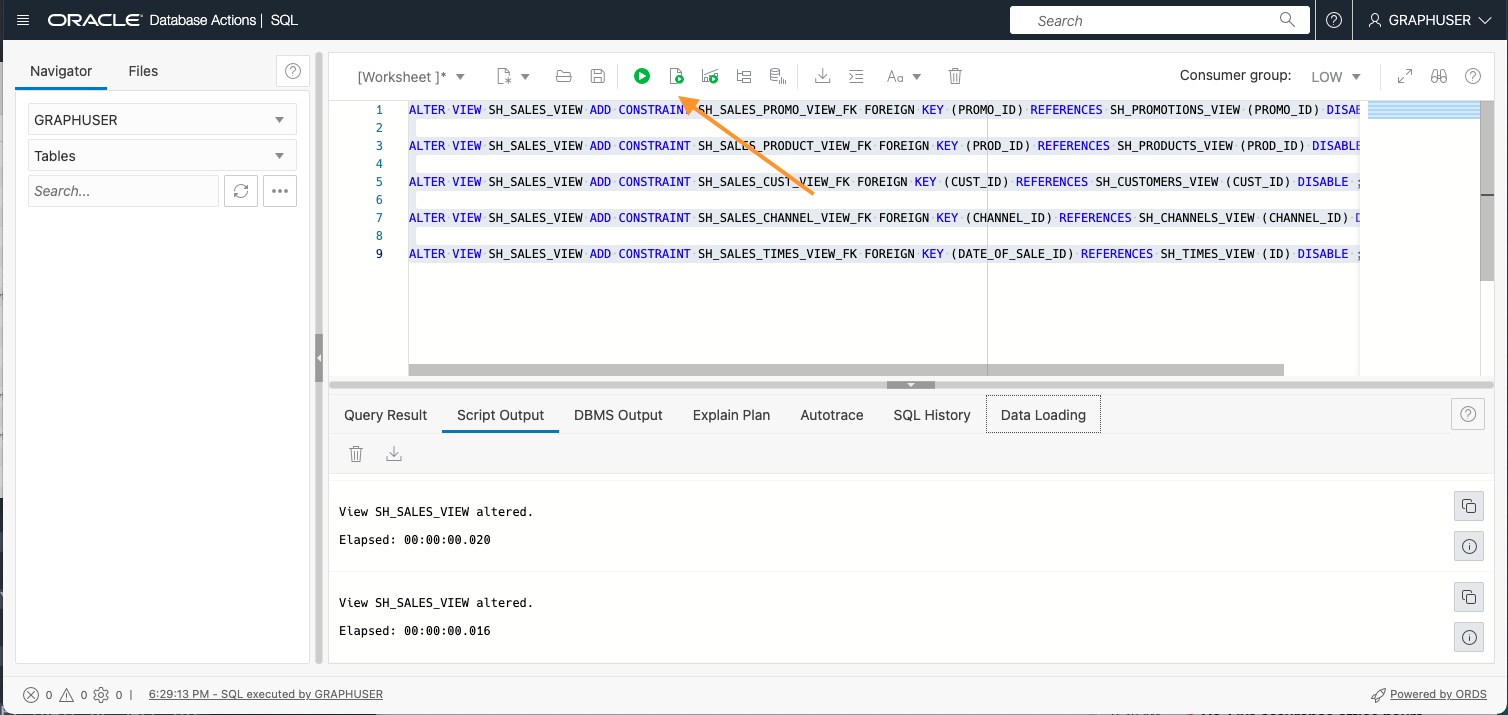 ORACLE Database Actions | SQL
Search
GRAPHUSER
Navigator
Files
GRAPHUSER
Tables
Search...
[Worksheet ]*
Aa
Consumer group:
LOW
1 ALTER VIEW SH_SALES_VIEW ADD CONSTRAINT SH_SALES_PROMO_VIEW_FK FOREIGN KEY (PROMO_ID) REFERENCES SH_PROMOTIONS_VIEW (PROMO_ID) DISAB
2
3 ALTER VIEW SH_SALES_VIEW ADD CONSTRAINT SH_SALES_PRODUCT_VIEW_FK FOREIGN KEY (PROD_ID) REFERENCES SH_PRODUCTS_VIEW (PROD_ID) DISABLE
4
5 ALTER VIEW SH_SALES_VIEW ADD CONSTRAINT SH_SALES_CUST_VIEW_FK FOREIGN KEY (CUST_ID) REFERENCES SH_CUSTOMERS_VIEW (CUST_ID) DISABLE ;
6
7 ALTER VIEW SH_SALES_VIEW ADD CONSTRAINT SH_SALES_CHANNEL_VIEW_FK FOREIGN KEY (CHANNEL_ID) REFERENCES SH_CHANNELS_VIEW (CHANNEL_ID) D
8
9 ALTER VIEW SH_SALES_VIEW ADD CONSTRAINT SH_SALES_TIMES_VIEW_FK FOREIGN KEY (DATE_OF_SALE_ID) REFERENCES SH_TIMES_VIEW (ID) DISABLE ;
Query Result
Script Output
DBMS Output
Explain Plan
Autotrace
SQL History
Data Loading
View SH_SALES_VIEW altered.
Elapsed: 00:00:00.020
View SH_SALES_VIEW altered.
Elapsed: 00:00:00.016
0 0 0 | 6:29:13 PM - SQL executed by GRAPHUSER
Powered by ORDS